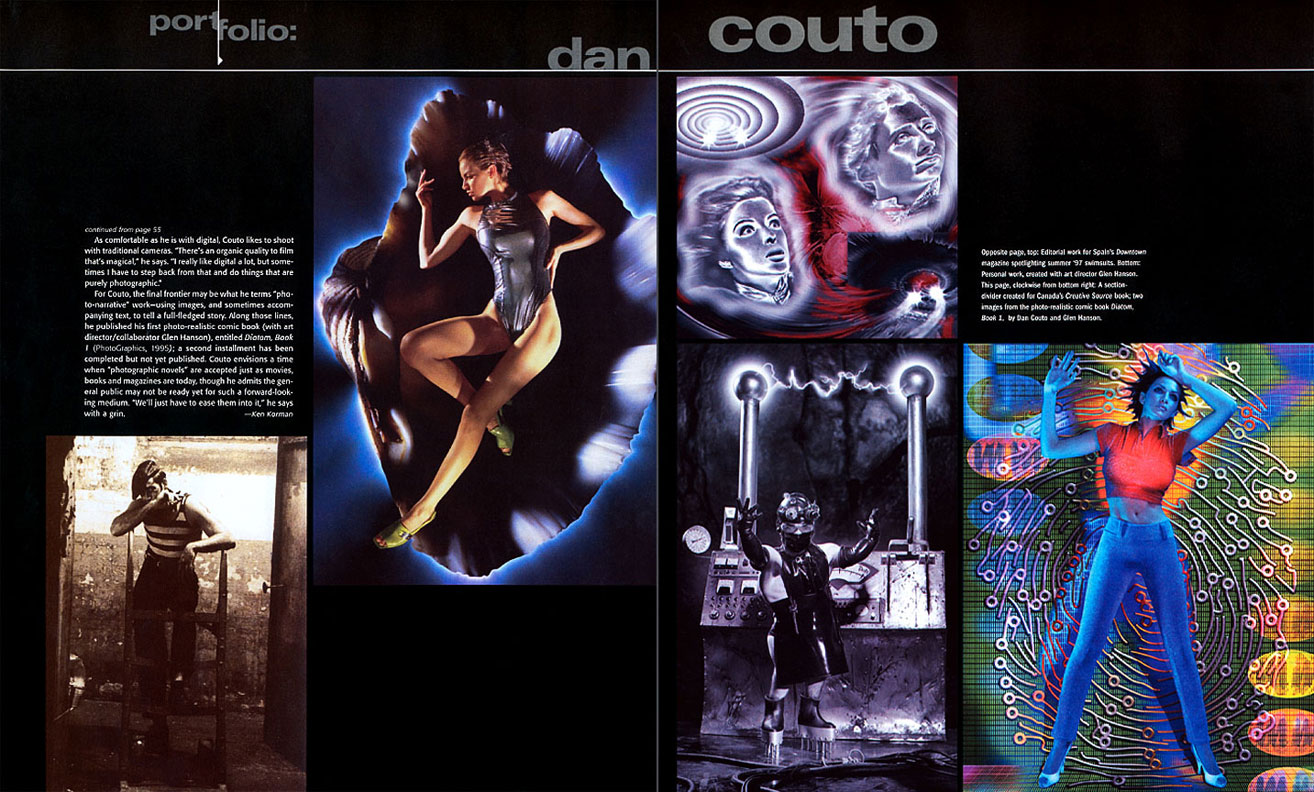 portfolio:
dan
couto
continued from page 55
As comfortable as he is with digital, Couto likes to shoot
with traditional cameras. "There's an organic quality to film
that's magical," he says. "I really like digital a lot, but some-
times I have to step back from that and do things that are
purely photographic."
For Couto, the final frontier may be what he terms "pho-
to-narrative" work—using images, and sometimes accom-
panying text, to tell a full-fledged story. Along those lines,
he published his first photo-realistic comic book (with art
director/collaborator Glen Hanson), entitled Diatom, Book
1 (PhotoGraphics, 1995); a second installment has been
completed but not yet published. Couto envisions a time
when "photographic novels" are accepted just as movies,
books and magazines are today, though he admits the gen-
eral public may not be ready yet for such a forward-look-
ing medium. "We'll just have to ease them into it," he says
with a grin. —Ken Karman
Opposite page, top: Editorial work for Spain's Downtown
magazine spotlighting summer '97 swimsuits. Bottom:
Personal work, created with art director Glen Hanson.
This page, clockwise from bottom right: A section-
divider created for Canada's Creative Source book; two
images from the photo-realistic comic book Diatom,
Book 1, by Dan Couto and Glen Hanson.